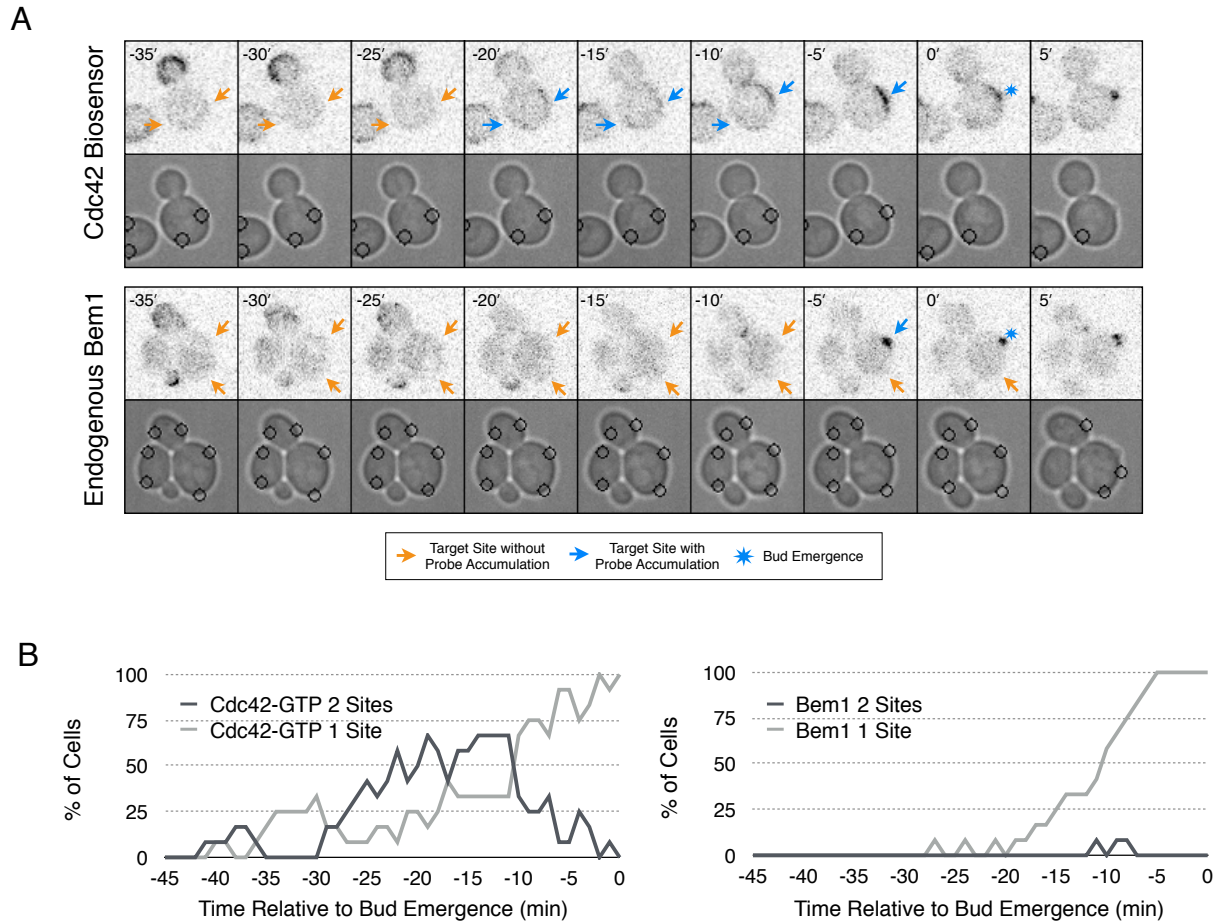 A
Cdc42 Biosensor
-35′ -30′ -25′ -20′ -15′ -10′ -5′ 0′ 5′
Endogenous Bem1
-35′ -30′ -25′ -20′ -15′ -10′ -5′ 0′ 5′
Target Site without
Probe Accumulation
Target Site with
Probe Accumulation
Bud Emergence
B
% of Cells
100
75
50
25
0
Cdc42-GTP 2 Sites
Cdc42-GTP 1 Site
-45 -40 -35 -30 -25 -20 -15 -10 -5 0
Time Relative to Bud Emergence (min)
% of Cells
100
75
50
25
0
Bem1 2 Sites
Bem1 1 Site
-45 -40 -35 -30 -25 -20 -15 -10 -5 0
Time Relative to Bud Emergence (min)